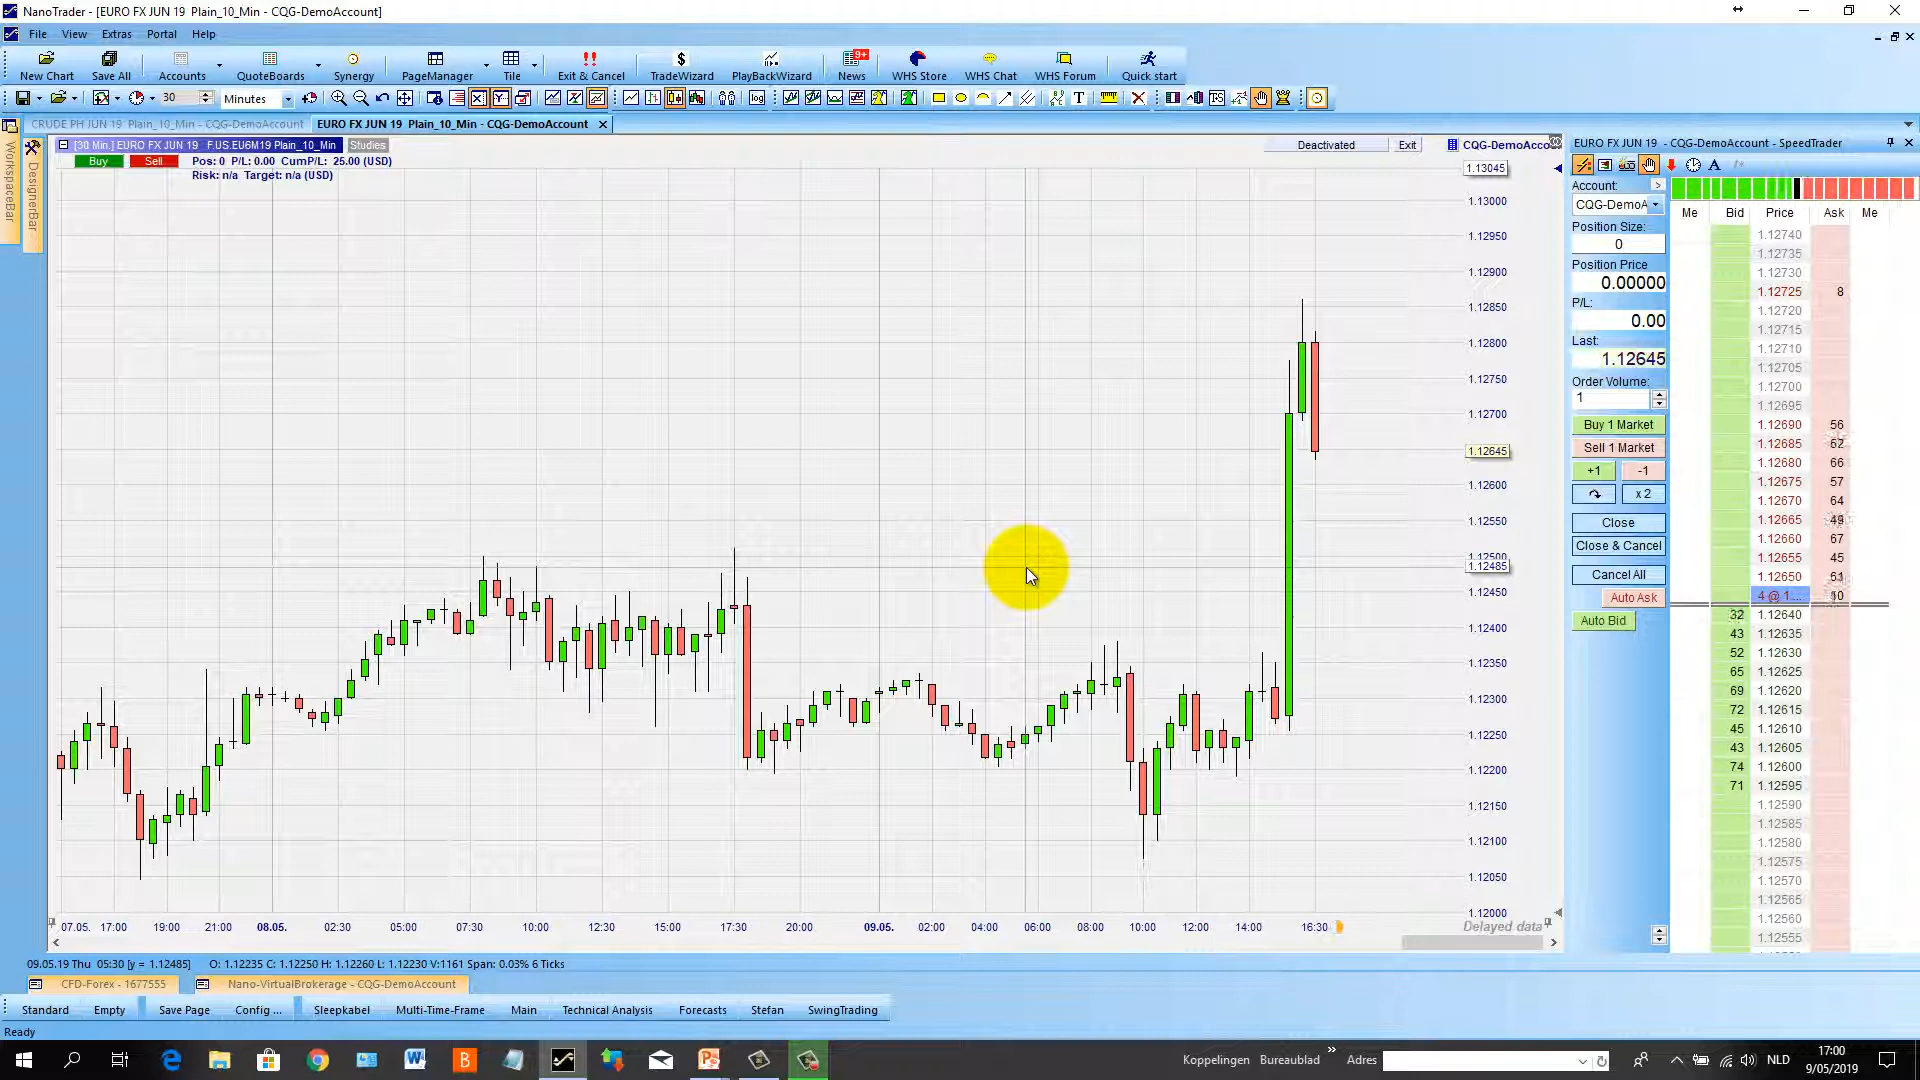 NanoTrader - [EURO FX JUN 19 Plain_10_Min - CQG-DemoAccount]
File View Extras Portal Help
New Chart Save All Accounts QuoteBoards Synergy PageManager Tile Exit & Cancel TradeWizard PlayBackWizard News 9+ WHS Store WHS Chat WHS Forum Quick start
30 Minutes
CRUDE PH JUN 19 Plain_10_Min - CQG-DemoAccount EURO FX JUN 19 Plain_10_Min - CQG-DemoAccount
WorkspaceBar
DesignerBar
[30 Min.] EURO FX JUN 19 F.US.EU6M19 Plain_10_Min Studies Deactivated Exit CQG-DemoAcco
Buy Sell Pos: 0 P/L: 0.00 CumP/L: 25.00 (USD)
Risk: n/a Target: n/a (USD)
1.13045
1.13000
1.12950
1.12900
1.12850
1.12800
1.12750
1.12700
1.12645
1.12600
1.12550
1.12500
1.12485
1.12450
1.12400
1.12350
1.12300
1.12250
1.12200
1.12150
1.12100
1.12050
1.12000
07.05. 17:00 19:00 21:00 08.05. 02:30 05:00 07:30 10:00 12:30 15:00 17:30 20:00 09.05. 02:00 04:00 06:00 08:00 10:00 12:00 14:00 16:30 Delayed data
EURO FX JUN 19 - CQG-DemoAccount - SpeedTrader
Account: >
CQG-DemoA
Position Size:
0
Position Price
0.00000
P/L:
0.00
Last:
1.12645
Order Volume:
1
Buy 1 Market
Sell 1 Market
+1 -1
x 2
Close
Close & Cancel
Cancel All
Auto Ask
Auto Bid
Me Bid Price Ask Me
1.12740
1.12735
1.12730
1.12725 8
1.12720
1.12715
1.12710
1.12705
1.12700
1.12695
1.12690 56
1.12685 62
1.12680 66
1.12675 57
1.12670 64
1.12665 49
1.12660 67
1.12655 45
1.12650 61
4 @ 1... 10
32 1.12640
43 1.12635
52 1.12630
65 1.12625
69 1.12620
72 1.12615
45 1.12610
43 1.12605
74 1.12600
71 1.12595
1.12590
1.12585
1.12580
1.12575
1.12570
1.12565
1.12560
1.12555
09.05.19 Thu 05:30 [y = 1.12485] O: 1.12235 C: 1.12250 H: 1.12260 L: 1.12230 V:1161 Span: 0.03% 6 Ticks
CFD-Forex - 1677555 Nano-VirtualBrokerage - CQG-DemoAccount
Standard Empty Save Page Config ... Sleepkabel Multi-Time-Frame Main Technical Analysis Forecasts Stefan SwingTrading
Ready
Koppelingen Bureaublad » Adres NLD 17:00
9/05/2019